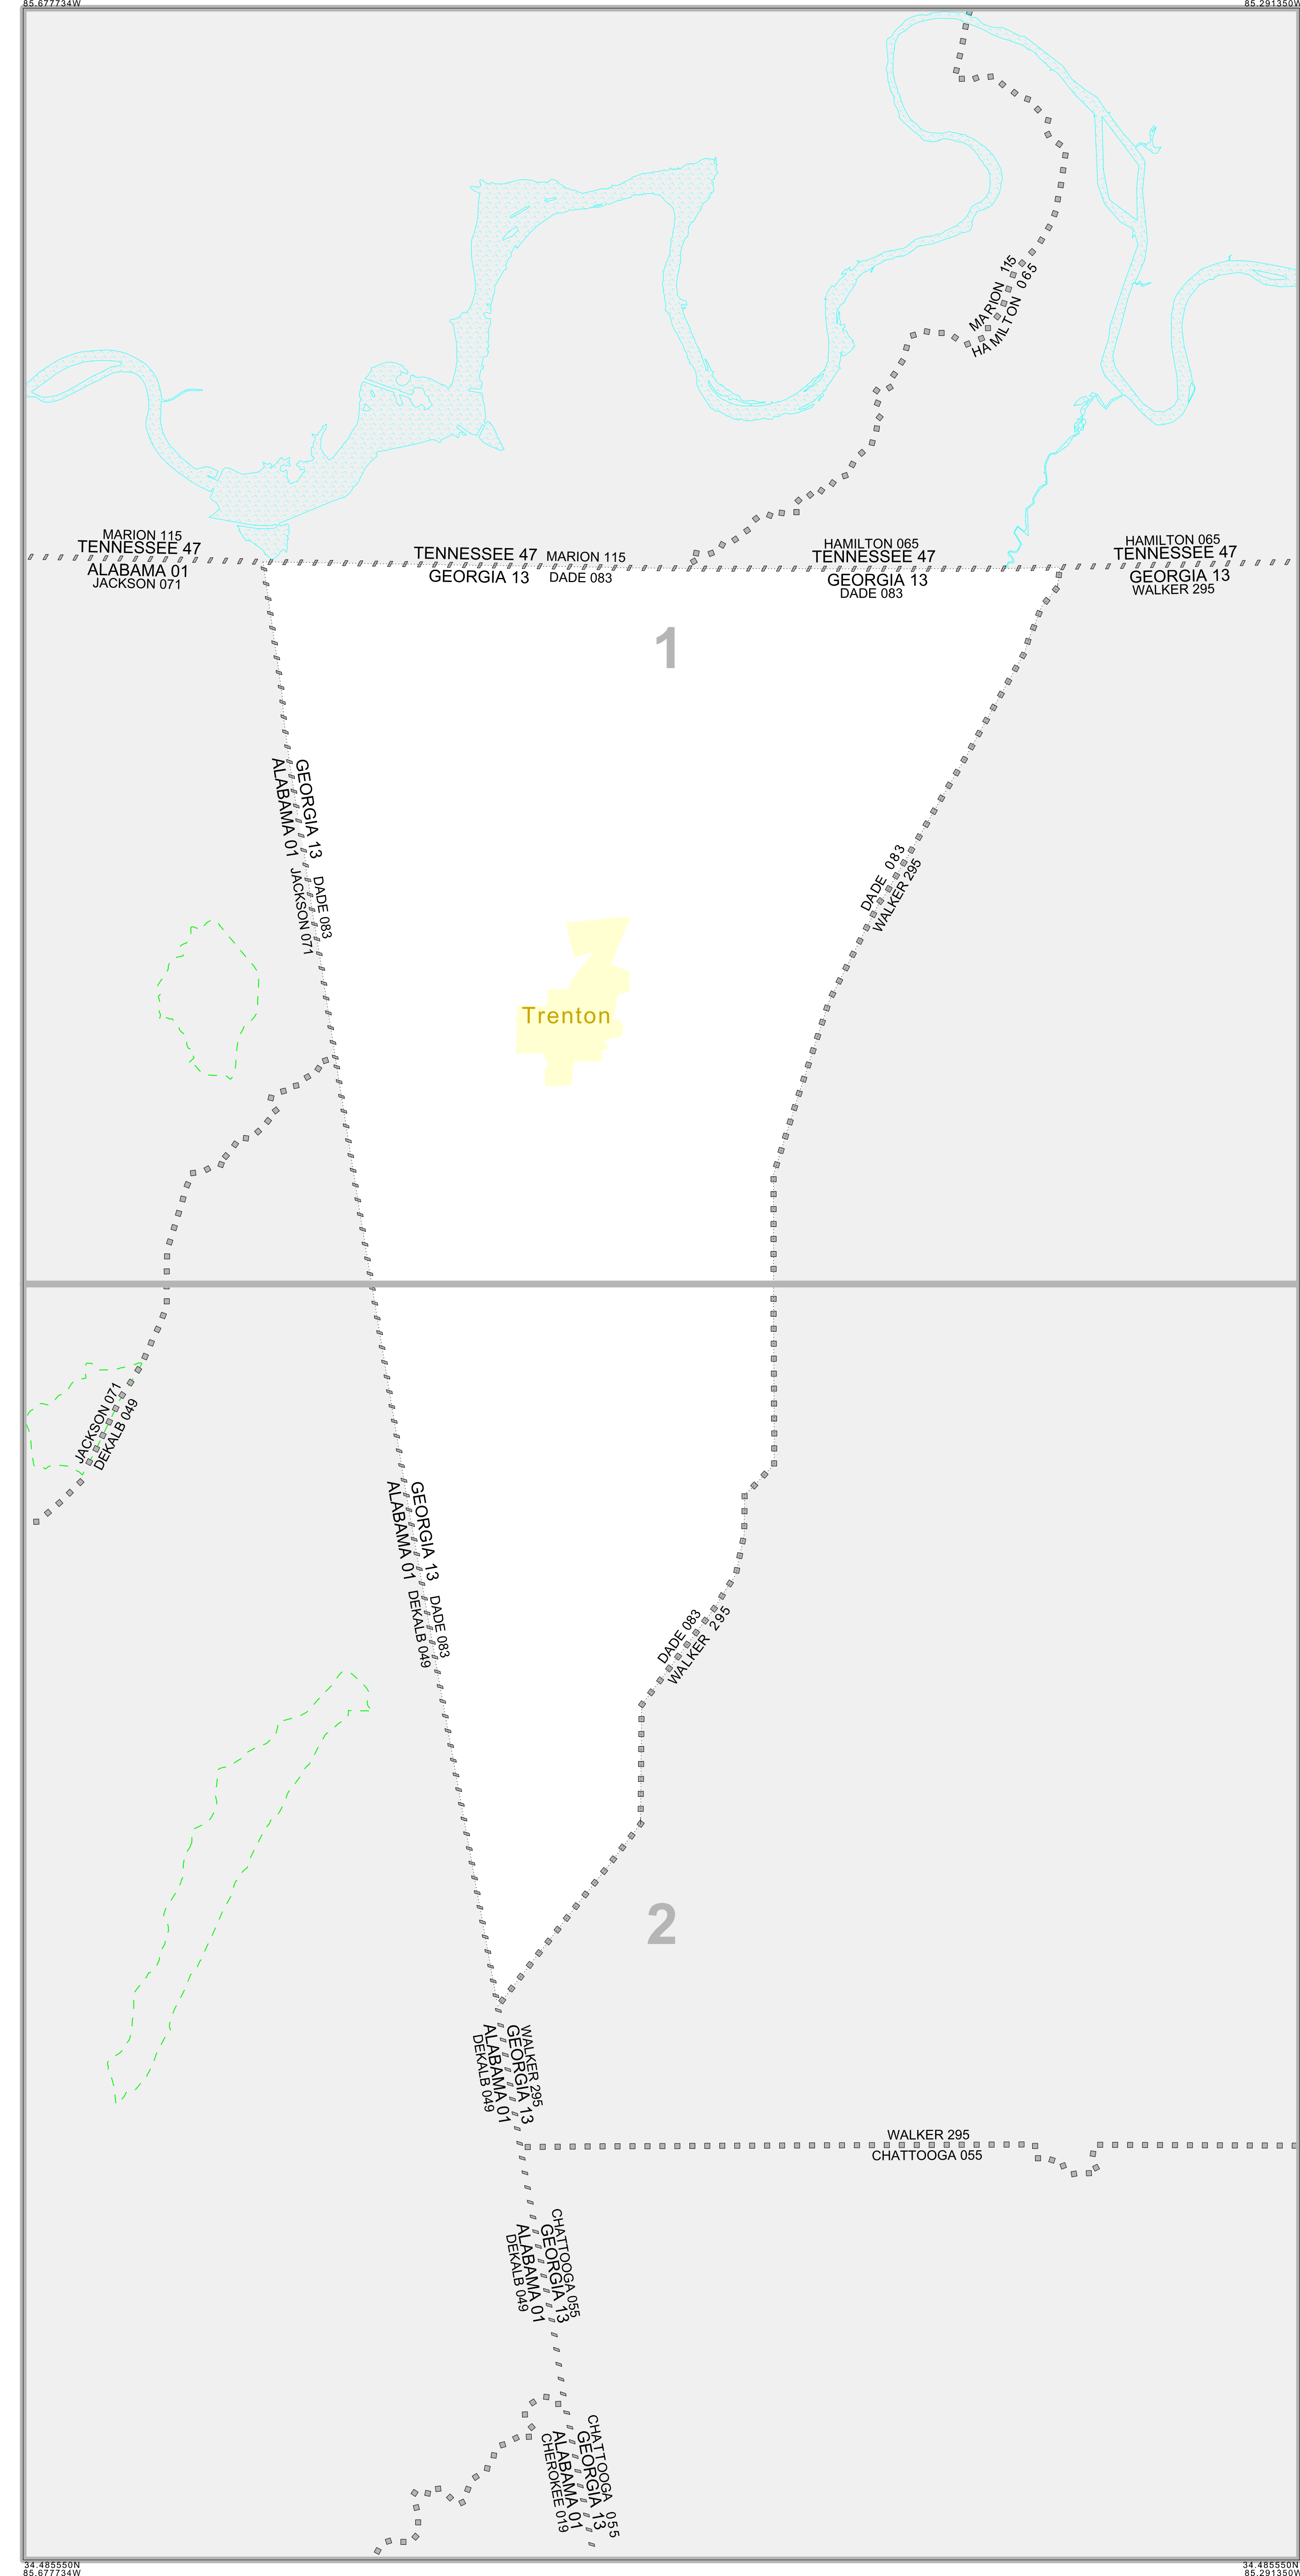 85.677734W
85.291350W
MARION 115
HAMILTON 065
MARION 115
TENNESSEE 47
ALABAMA 01
JACKSON 071
TENNESSEE 47
MARION 115
GEORGIA 13
DADE 083
HAMILTON 065
TENNESSEE 47
GEORGIA 13
DADE 083
HAMILTON 065
TENNESSEE 47
GEORGIA 13
WALKER 295
1
GEORGIA 13
DADE 083
ALABAMA 01
JACKSON 071
DADE 083
WALKER 295
Trenton
JACKSON 071
DEKALB 049
GEORGIA 13
DADE 083
ALABAMA 01
DEKALB 049
DADE 083
WALKER 295
2
WALKER 295
GEORGIA 13
ALABAMA 01
DEKALB 049
WALKER 295
CHATTOOGA 055
CHATTOOGA 055
GEORGIA 13
ALABAMA 01
DEKALB 049
CHATTOOGA 055
GEORGIA 13
ALABAMA 01
CHEROKEE 019
34.485550N
85.677734W
34.485550N
85.291350W